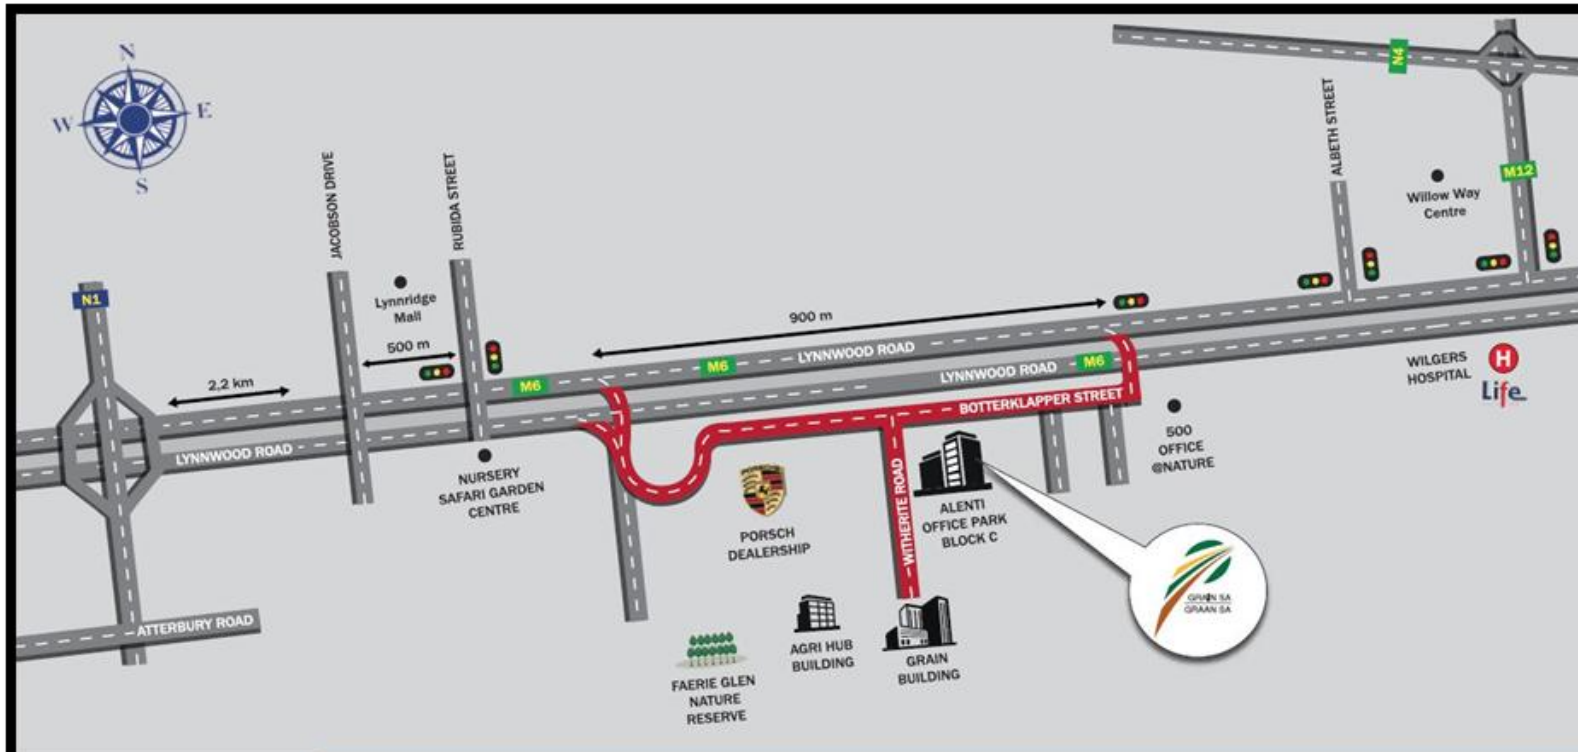 N
W
E
S
N4
M12
ALBETH STREET
Willow Way
Centre
JACOBSON DRIVE
RUBIDA STREET
N1
Lynnridge
Mall
500 m
2,2 km
900 m
M6
M6
LYNNWOOD ROAD
LYNNWOOD ROAD
M6
LYNNWOOD ROAD
BOTTERKLAPPER STREET
WILGERS
HOSPITAL
H
Life
NURSERY
SAFARI GARDEN
CENTRE
PORSCHE
PORSCH
DEALERSHIP
WITHERITE ROAD
ALENTI
OFFICE PARK
BLOCK C
500
OFFICE
@NATURE
GRAIN SA
GRAAN SA
ATTERBURY ROAD
FAERIE GLEN
NATURE
RESERVE
AGRI HUB
BUILDING
GRAIN
BUILDING